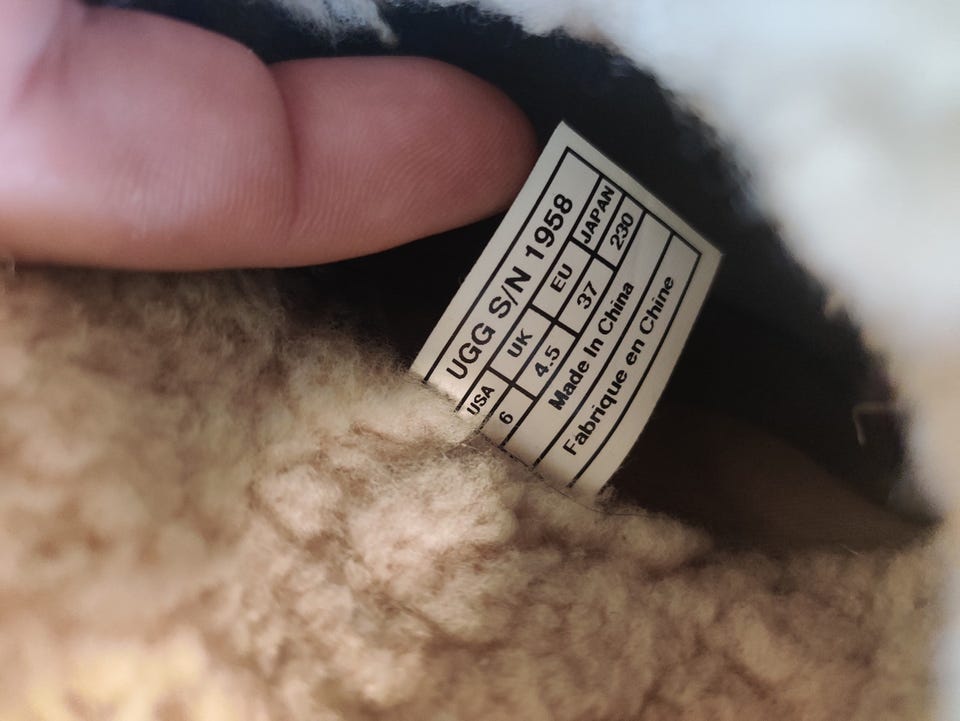 UGG S/N 1958
USA UK EU JAPAN
6 4.5 37 230
Made In China
Fabrique en Chine